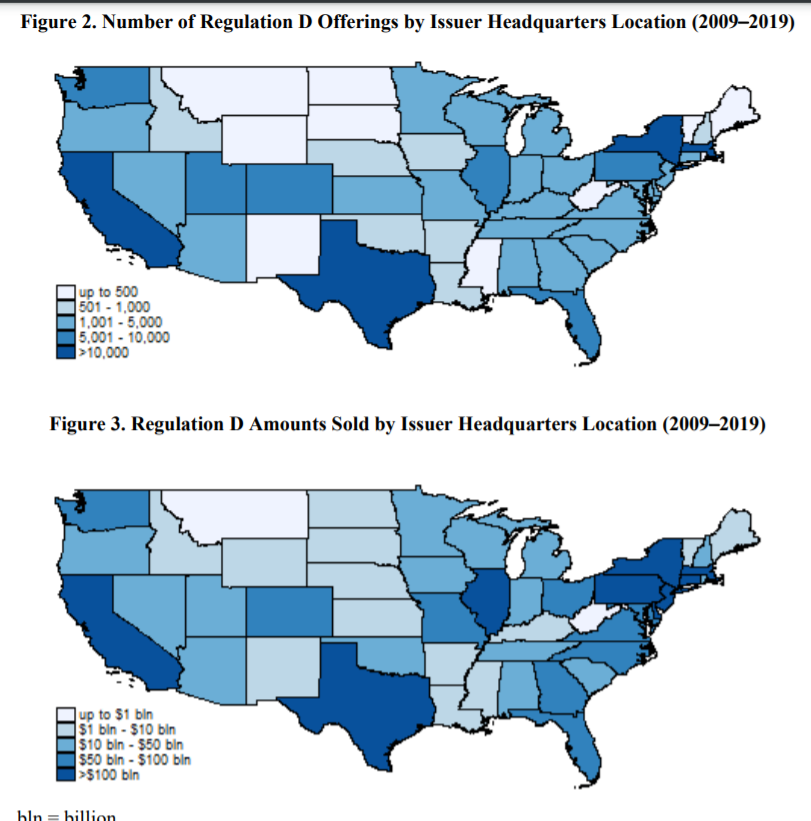 Figure 2. Number of Regulation D Offerings by Issuer Headquarters Location (2009–2019)
up to 500
501 - 1,000
1,001 - 5,000
5,001 - 10,000
>10,000
Figure 3. Regulation D Amounts Sold by Issuer Headquarters Location (2009–2019)
up to $1 bln
$1 bln - $10 bln
$10 bln - $50 bln
$50 bln - $100 bln
>$100 bln
bln = billion